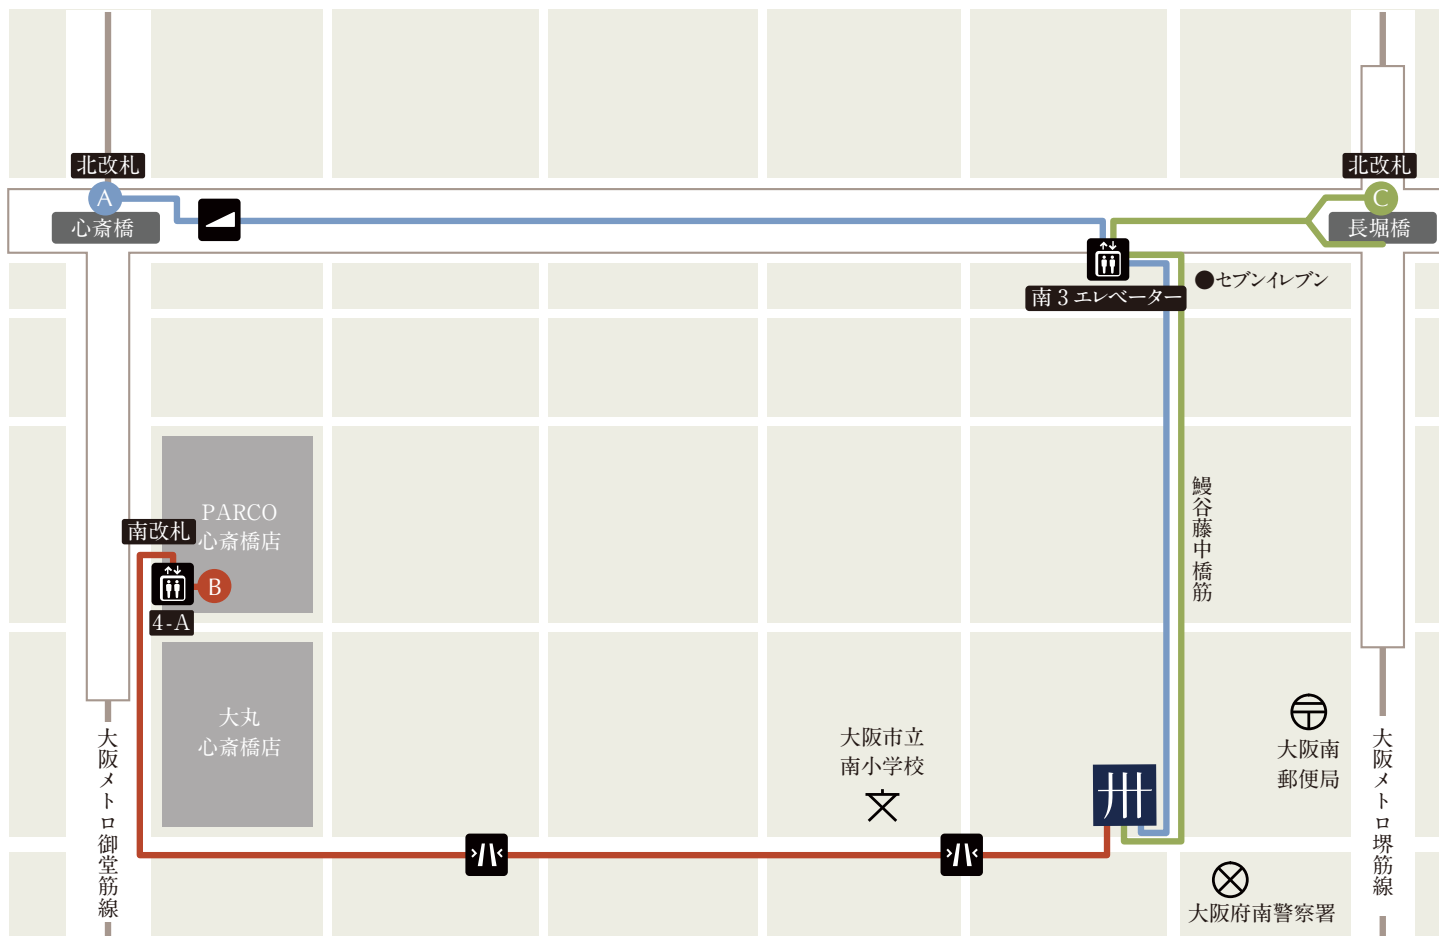 北改札
A
心斎橋
北改札
C
長堀橋
南3エレベーター
セブンイレブン
PARCO
心斎橋店
南改札
B
4-A
鰻谷藤中橋筋
大丸
心斎橋店
大阪市立
南小学校
文
卅
大阪南
郵便局
大阪府南警察署
大阪メトロ御堂筋線
大阪メトロ堺筋線